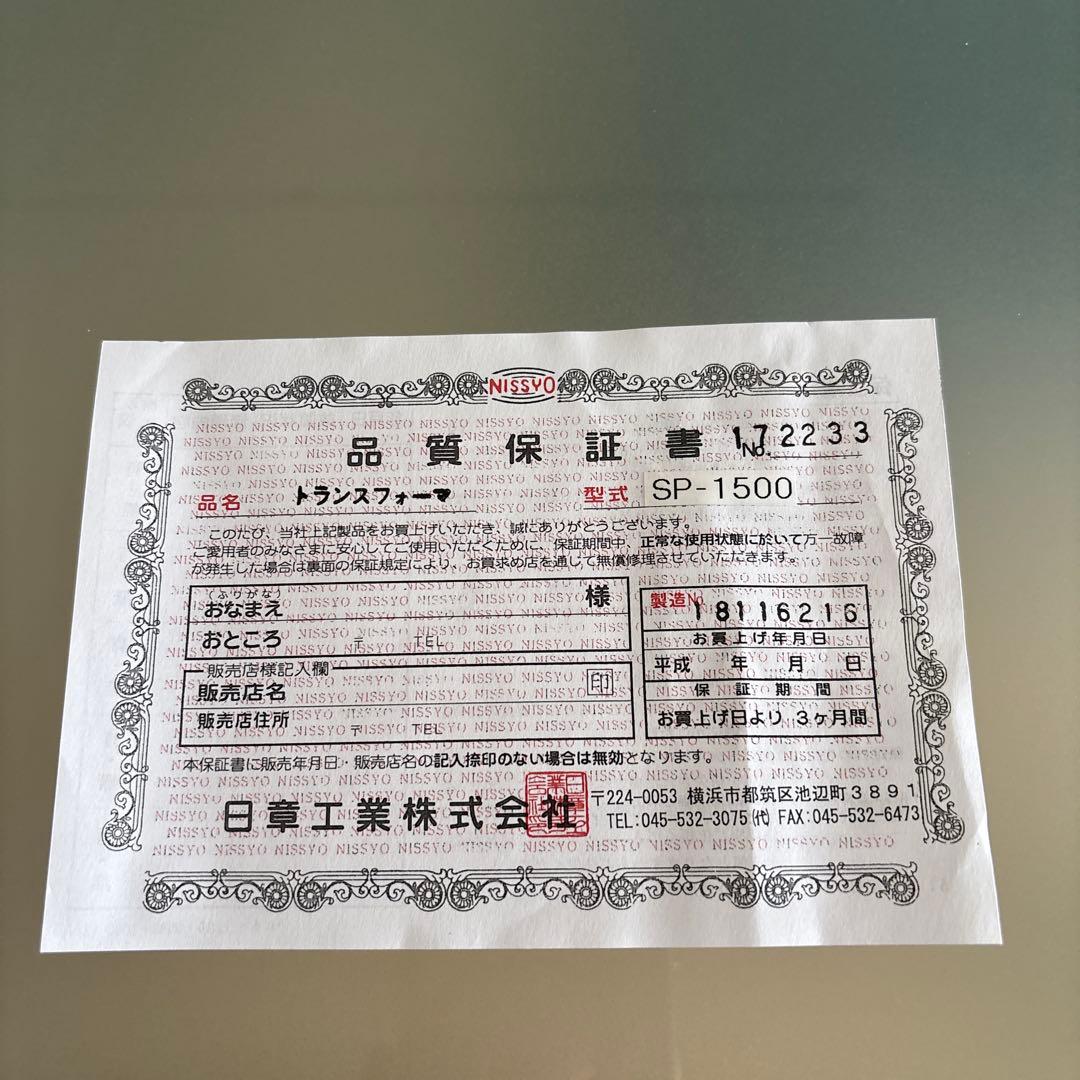 NISSYO
品質保証書 No. 172233
品名 トランスフォーマ 型式 SP-1500
このたび、当社上記製品をお買上げいただき、誠にありがとうございます。
ご愛用者のみなさまに安心してご使用いただくために、保証期間中、正常な使用状態に於いて万一故障
が発生した場合は裏面の保証規定により、お買求め店を通して無償修理させていただきます。
(ふりがな)
おなまえ 様
おところ 〒 TEL
販売店様記入欄
販売店名 印
販売店住所 〒 TEL
製造No. 18116216
お買上げ年月日
平成 年 月 日
保証期間
お買上げ日より 3ヶ月間
本保証書に販売年月日・販売店名の記入捺印のない場合は無効となります。
日章工業株式会社
〒224-0053 横浜市都筑区池辺町3891
TEL:045-532-3075(代) FAX:045-532-6473